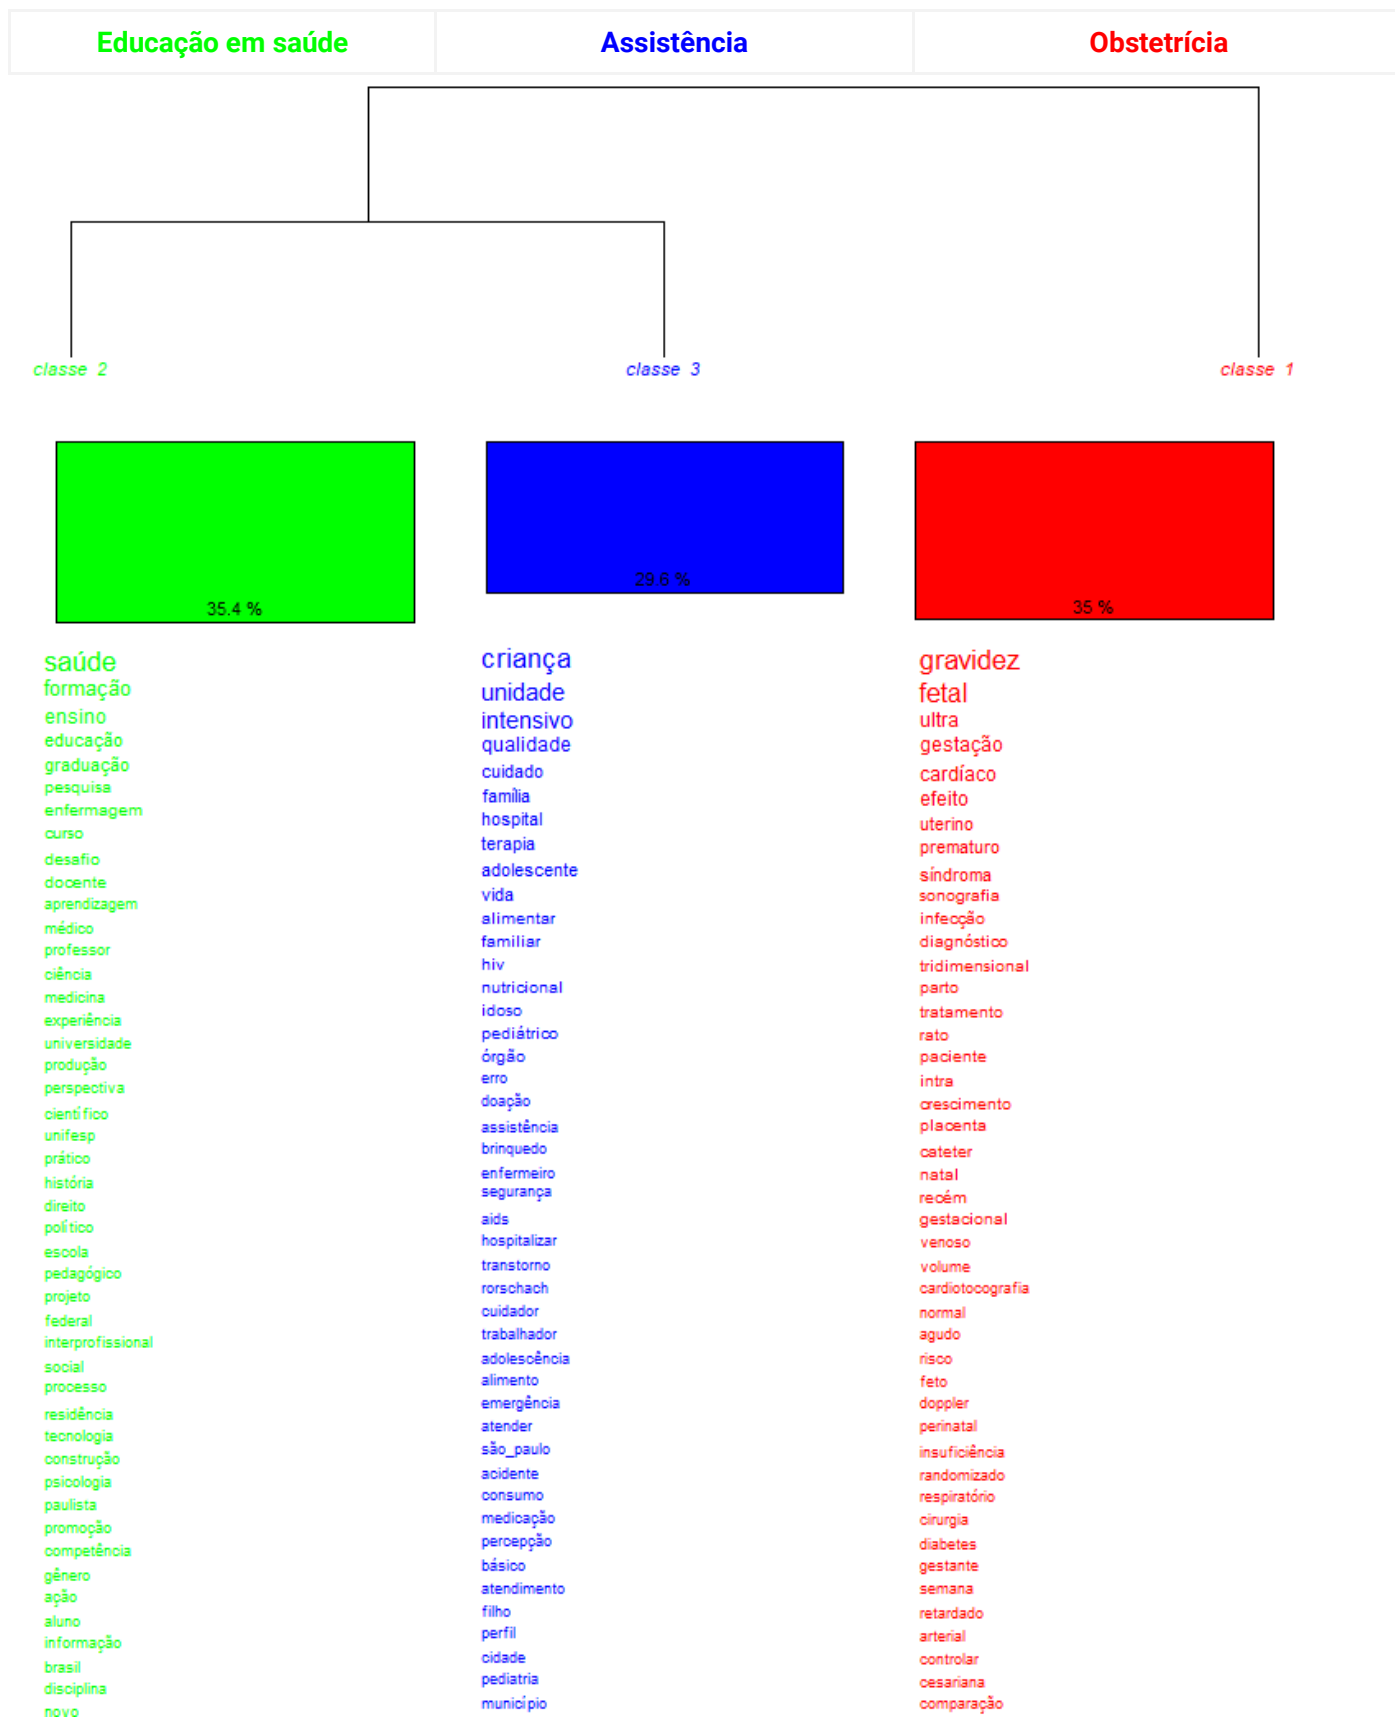 Educação em saúde
Assistência
Obstetrícia
classe 2
classe 3
classe 1
35.4 %
29.6 %
35 %
saúde
formação
ensino
educação
graduação
pesquisa
enfermagem
curso
desafio
docente
aprendizagem
médico
professor
ciência
medicina
experiência
universidade
produção
perspectiva
científico
unifesp
prático
história
direito
político
escola
pedagógico
projeto
federal
interprofissional
social
processo
residência
tecnologia
construção
psicologia
paulista
promoção
competência
gênero
ação
aluno
informação
brasil
disciplina
novo
criança
unidade
intensivo
qualidade
cuidado
família
hospital
terapia
adolescente
vida
alimentar
familiar
hiv
nutricional
idoso
pediátrico
órgão
erro
doação
assistência
brinquedo
enfermeiro
segurança
aids
hospitalizar
transtorno
rorschach
cuidador
trabalhador
adolescência
alimento
emergência
atender
são_paulo
acidente
consumo
medicação
percepção
básico
atendimento
filho
perfil
cidade
pediatria
município
gravidez
fetal
ultra
gestação
cardíaco
efeito
uterino
prematuro
síndroma
sonografia
infecção
diagnóstico
tridimensional
parto
tratamento
rato
paciente
intra
crescimento
placenta
cateter
natal
recém
gestacional
venoso
volume
cardiotocografia
normal
agudo
risco
feto
doppler
perinatal
insuficiência
randomizado
respiratório
cirurgia
diabetes
gestante
semana
retardado
arterial
controlar
cesariana
comparação